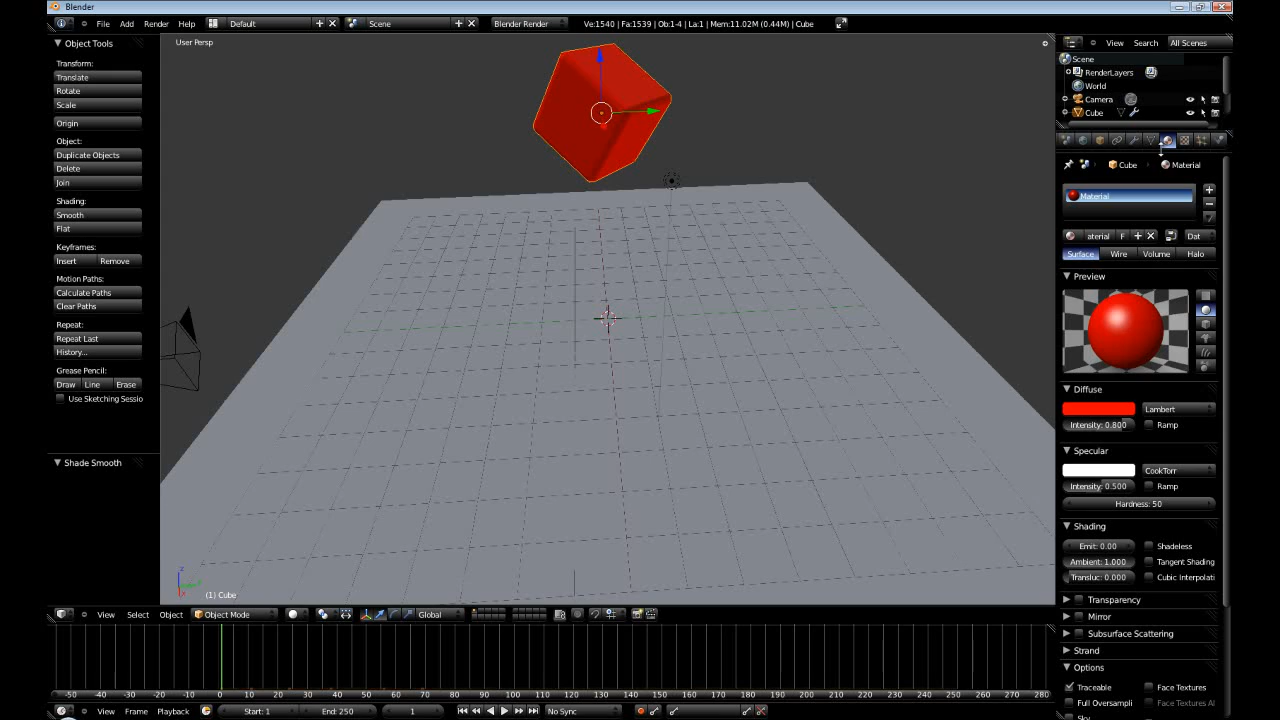 Blender
File Add Render Help Default Scene Blender Render Ve:1540 | Fa:1539 | Ob:1-4 | La:1 | Mem:11.02M (0.44M) | Cube
Object Tools
Transform:
Translate
Rotate
Scale
Origin
Object:
Duplicate Objects
Delete
Join
Shading:
Smooth
Flat
Keyframes:
Insert Remove
Motion Paths:
Calculate Paths
Clear Paths
Repeat:
Repeat Last
History...
Grease Pencil:
Draw Line Erase
Use Sketching Sessio
Shade Smooth
User Persp
z
x
(1) Cube
View Select Object Object Mode Global
-50 -40 -30 -20 -10 0 10 20 30 40 50 60 70 80 90 100 110 120 130 140 150 160 170 180 190 200 210 220 230 240 250 260 270 280
View Frame Playback Start: 1 End: 250 1 No Sync
View Search All Scenes
Scene
RenderLayers
World
Camera
Cube
Cube Material
Material
aterial F Dat
Surface Wire Volume Halo
Preview
Diffuse
Lambert
Intensity: 0.800 Ramp
Specular
CookTorr
Intensity: 0.500 Ramp
Hardness: 50
Shading
Emit: 0.00 Shadeless
Ambient: 1.000 Tangent Shading
Transluc: 0.000 Cubic Interpolati
Transparency
Mirror
Subsurface Scattering
Strand
Options
Traceable Face Textures
Full Oversampli Face Textures Al